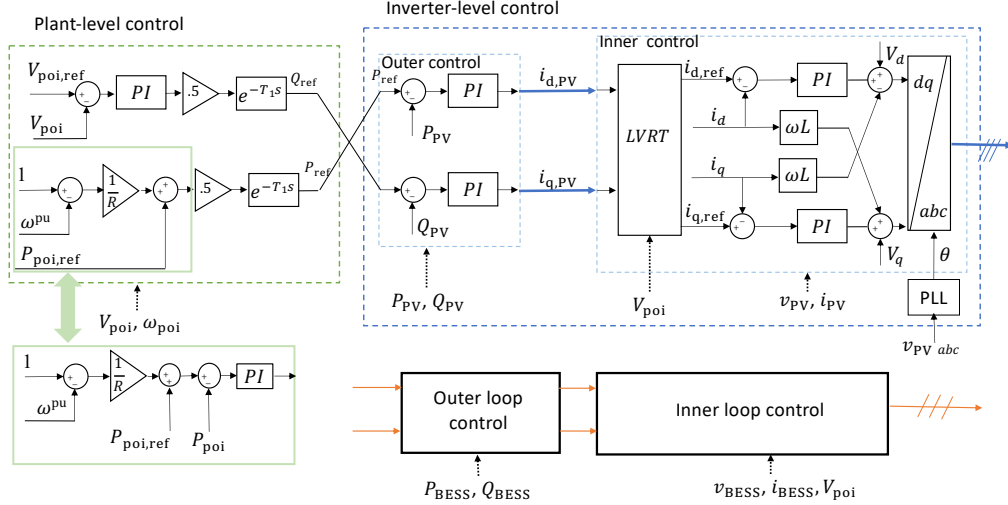 Plant-level control
Inverter-level control
V_poi,ref
+
−
PI
.5
e^{−T_1 s}
Q_ref
V_poi
1
+
−
1/R
+
+
.5
e^{−T_1 s}
P_ref
ω^pu
P_poi,ref
V_poi, ω_poi
1
+
−
1/R
+
+
+
−
PI
ω^pu
P_poi,ref
P_poi
Outer control
P_ref
+
−
PI
i_d,PV
P_PV
+
−
PI
i_q,PV
Q_PV
P_PV, Q_PV
Inner control
LVRT
V_poi
i_d,ref
+
−
PI
V_d
+
+
−
i_d
ωL
i_q
ωL
i_q,ref
+
−
PI
+
+
+
V_q
dq
abc
v_PV, i_PV
θ
PLL
v_PV abc
Outer loop
control
Inner loop control
P_BESS, Q_BESS
v_BESS, i_BESS, V_poi